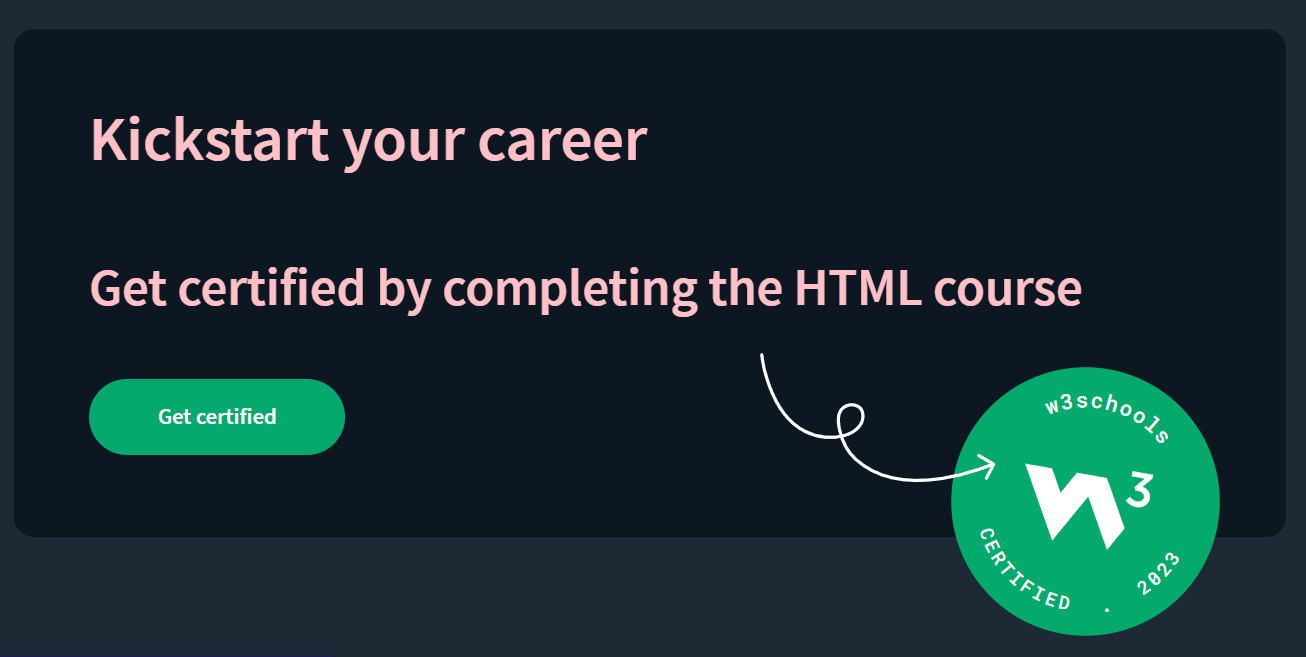 Kickstart your career
Get certified by completing the HTML course
Get certified
w3schools
3
CERTIFIED . 2023